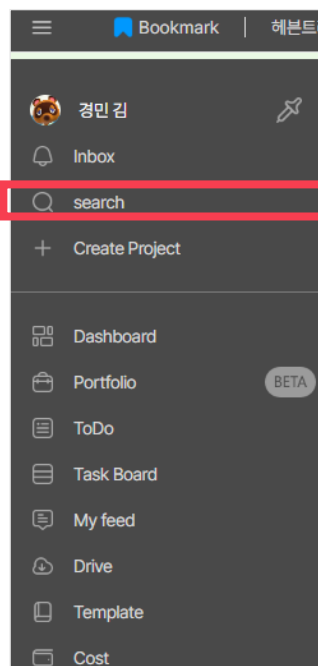 Bookmark | 헤븐트
경민 김
Inbox
search
Create Project
Dashboard
Portfolio BETA
ToDo
Task Board
My feed
Drive
Template
Cost